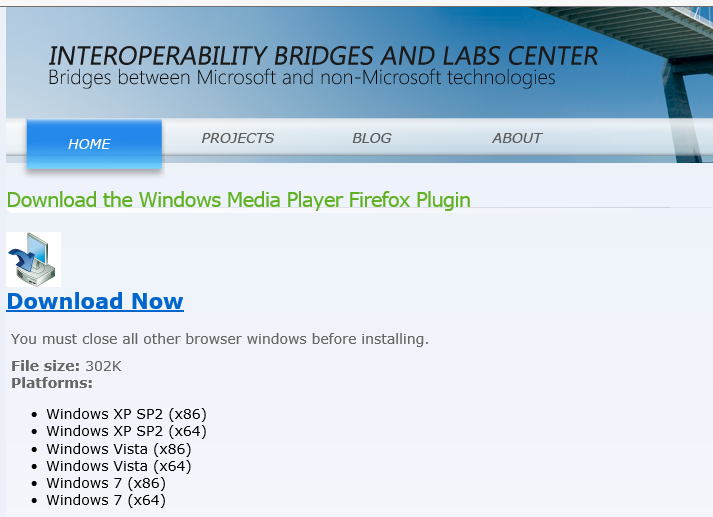 INTEROPERABILITY BRIDGES AND LABS CENTER
Bridges between Microsoft and non-Microsoft technologies
HOME PROJECTS BLOG ABOUT
Download the Windows Media Player Firefox Plugin
Download Now
You must close all other browser windows before installing.
File size: 302K
Platforms:
• Windows XP SP2 (x86)
• Windows XP SP2 (x64)
• Windows Vista (x86)
• Windows Vista (x64)
• Windows 7 (x86)
• Windows 7 (x64)